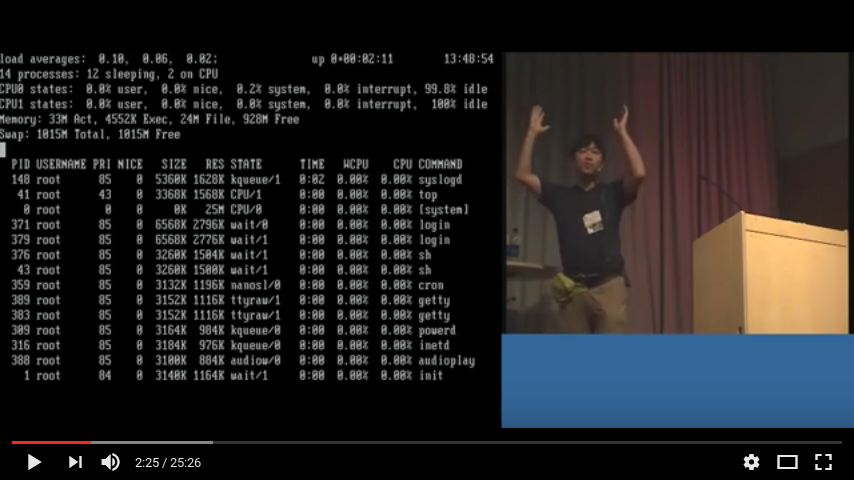 load averages:  0.10,  0.06,  0.02;               up 0+00:02:11        13:48:54
14 processes: 12 sleeping, 2 on CPU
CPU0 states:  0.0% user,  0.0% nice,  0.2% system,  0.0% interrupt, 99.8% idle
CPU1 states:  0.0% user,  0.0% nice,  0.0% system,  0.0% interrupt,  100% idle
Memory: 33M Act, 4552K Exec, 24M File, 928M Free
Swap: 1015M Total, 1015M Free
PID USERNAME PRI NICE   SIZE   RES STATE      TIME   WCPU    CPU COMMAND
148 root      85    0  5360K 1628K kqueue/1   0:02  0.00%  0.00% syslogd
41 root      43    0  3368K 1568K CPU/1      0:00  0.00%  0.00% top
0 root       0    0     0K   25M CPU/0      0:00  0.00%  0.00% [system]
371 root      85    0  6568K 2796K wait/0     0:00  0.00%  0.00% login
379 root      85    0  6568K 2776K wait/1     0:00  0.00%  0.00% login
376 root      85    0  3260K 1504K wait/1     0:00  0.00%  0.00% sh
43 root      85    0  3260K 1500K wait/1     0:00  0.00%  0.00% sh
359 root      85    0  3132K 1196K nanosl/0   0:00  0.00%  0.00% cron
389 root      85    0  3152K 1116K ttyraw/1   0:00  0.00%  0.00% getty
383 root      85    0  3152K 1116K ttyraw/1   0:00  0.00%  0.00% getty
309 root      85    0  3164K  984K kqueue/0   0:00  0.00%  0.00% powerd
316 root      85    0  3184K  976K kqueue/0   0:00  0.00%  0.00% inetd
388 root      85    0  3100K  884K audiow/0   0:00  0.00%  0.00% audioplay
1 root      84    0  3140K 1164K wait/1     0:00  0.00%  0.00% init
2:25 / 25:26